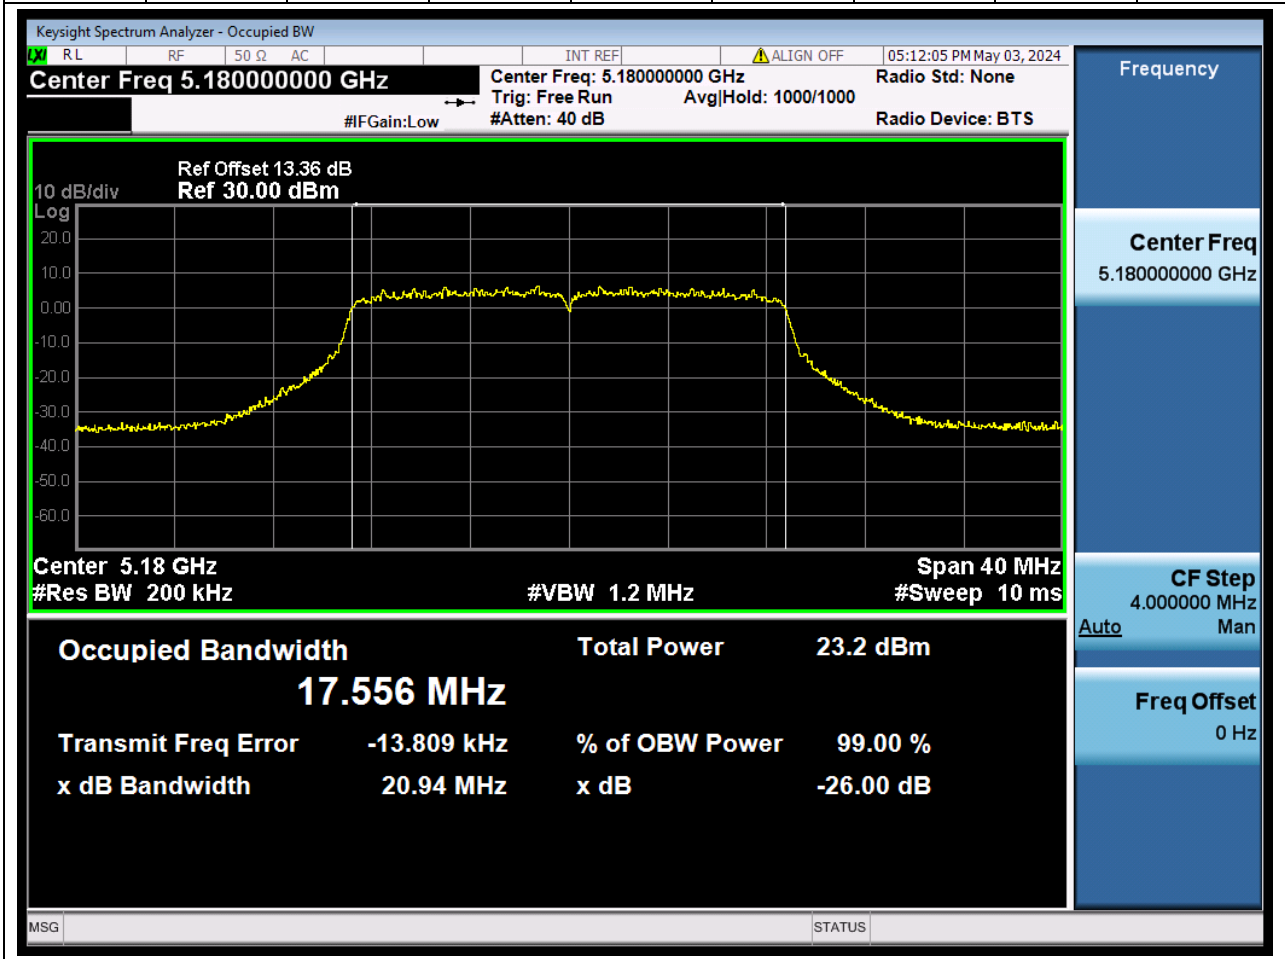 Keysight Spectrum Analyzer - Occupied BW
LXI RL RF 50 Ω AC INT REF ALIGN OFF 05:12:05 PM May 03, 2024
Center Freq 5.180000000 GHz
Center Freq: 5.180000000 GHz
Radio Std: None
Trig: Free Run Avg|Hold: 1000/1000
#IFGain:Low
#Atten: 40 dB
Radio Device: BTS
Ref Offset 13.36 dB
10 dB/div Ref 30.00 dBm
Log
20.0
10.0
0.00
-10.0
-20.0
-30.0
-40.0
-50.0
-60.0
Center 5.18 GHz Span 40 MHz
#Res BW 200 kHz #VBW 1.2 MHz #Sweep 10 ms
Occupied Bandwidth Total Power 23.2 dBm
17.556 MHz
Transmit Freq Error -13.809 kHz % of OBW Power 99.00 %
x dB Bandwidth 20.94 MHz x dB -26.00 dB
MSG STATUS
Frequency
Center Freq
5.180000000 GHz
CF Step
4.000000 MHz
Auto Man
Freq Offset
0 Hz